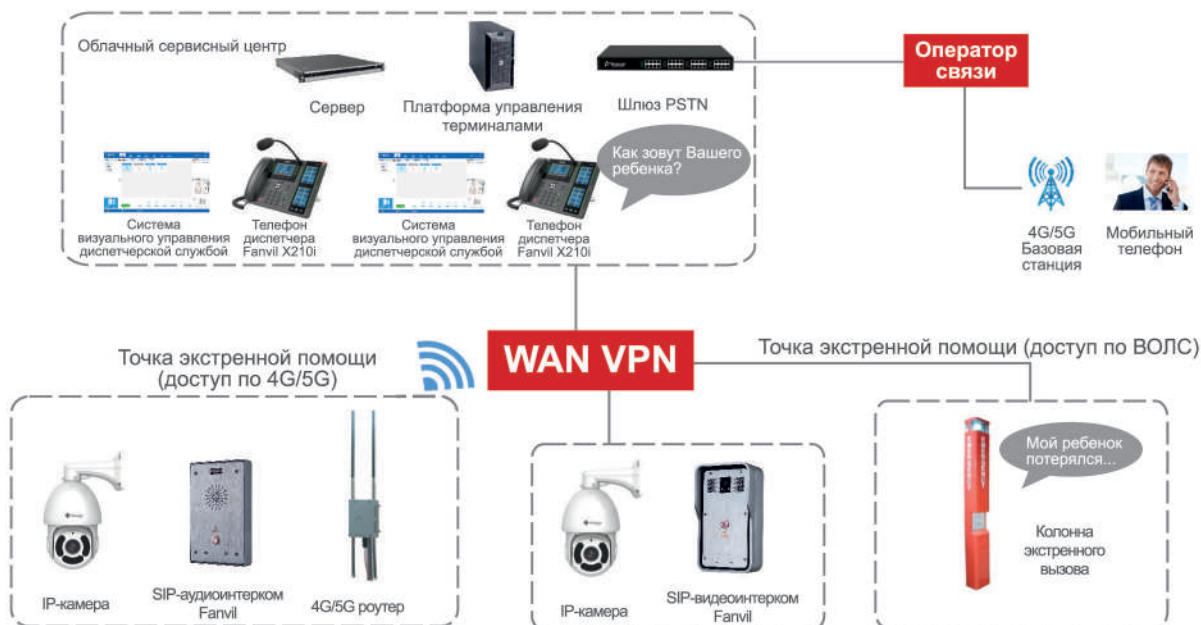 Облачный сервисный центр
Сервер
Платформа управления
терминалами
Шлюз PSTN
Оператор
связи
Как зовут Вашего
ребенка?
Система
визуального управления
диспетчерской службой
Телефон
диспетчера
Fanvil X210i
Система
визуального управления
диспетчерской службой
Телефон
диспетчера
Fanvil X210i
4G/5G
Базовая
станция
Мобильный
телефон
WAN VPN
Точка экстренной помощи
(доступ по 4G/5G)
Точка экстренной помощи (доступ по ВОЛС)
IP-камера
SIP-аудиоинтерком
Fanvil
4G/5G роутер
IP-камера
SIP-видеоинтерком
Fanvil
Мой ребенок
потерялся...
Колонна
экстренного
вызова